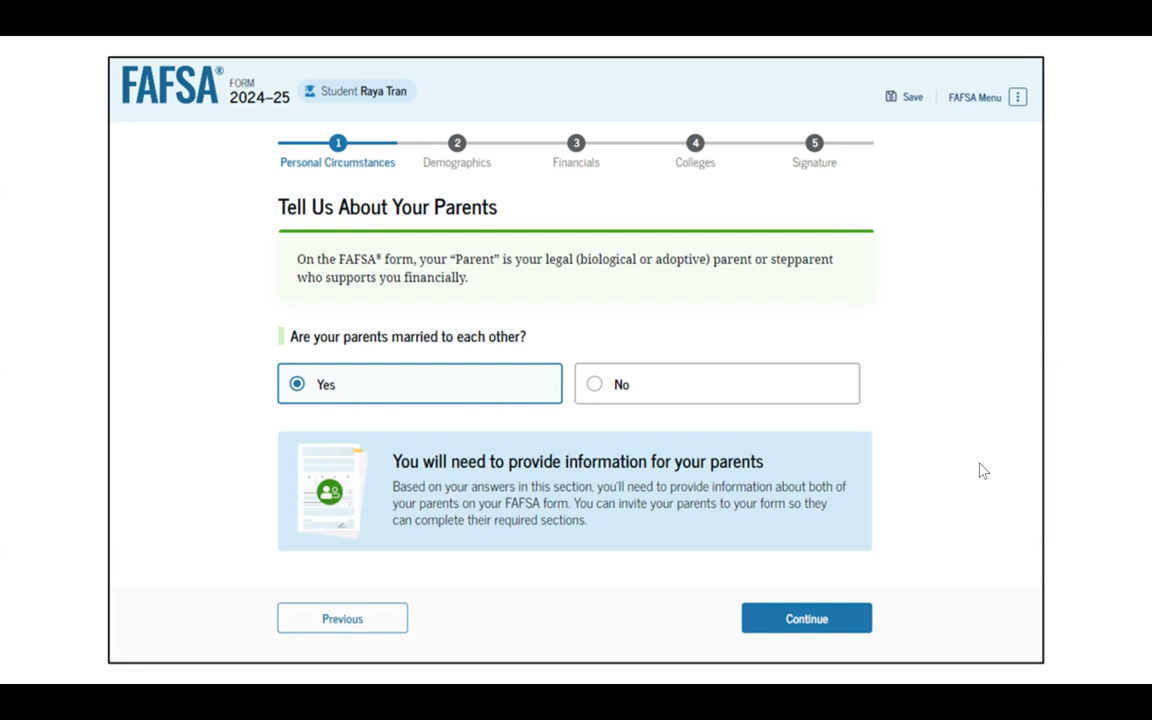 FAFSA®
FORM
2024–25
Student Raya Tran
Save
FAFSA Menu
1
2
3
4
5
Personal Circumstances
Demographics
Financials
Colleges
Signature
Tell Us About Your Parents
On the FAFSA® form, your “Parent” is your legal (biological or adoptive) parent or stepparent
who supports you financially.
Are your parents married to each other?
Yes
No
You will need to provide information for your parents
Based on your answers in this section, you'll need to provide information about both of
your parents on your FAFSA form. You can invite your parents to your form so they
can complete their required sections.
Previous
Continue